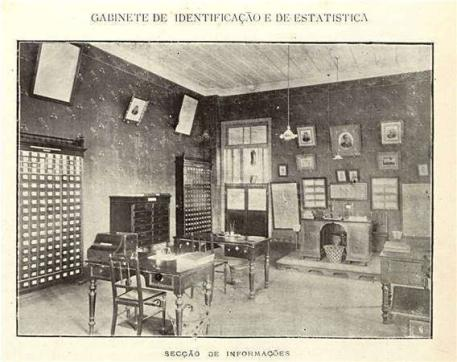 GABINETE DE IDENTIFICAÇÃO E DE ESTATISTICA
SECÇÃO DE INFORMAÇÕES